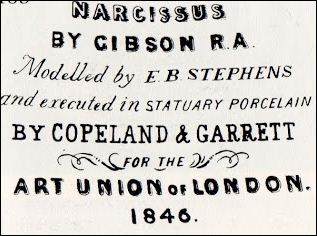 NARCISSUS
BY GIBSON R.A.
Modelled by E.B. STEPHENS
and executed in STATUARY PORCELAIN
BY COPELAND & GARRETT
FOR THE
ART UNION OF LONDON.
1846.